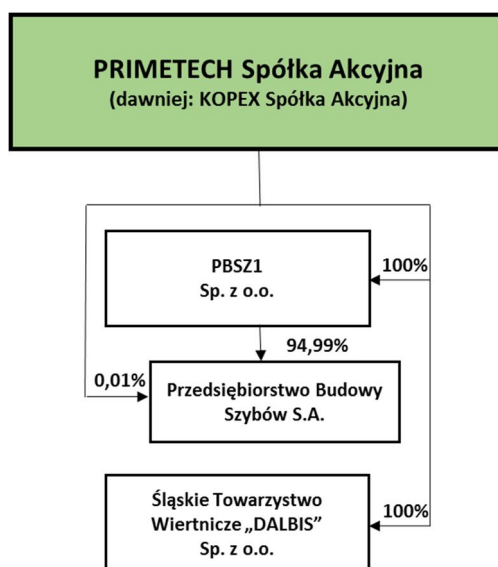 PRIMETECH Spółka Akcyjna
(dawniej: KOPEX Spółka Akcyjna)
PBSZ1
Sp. z o.o.
100%
94,99%
0,01%
Przedsiębiorstwo Budowy
Szybów S.A.
Śląskie Towarzystwo
Wiertnicze „DALBIS”
Sp. z o.o.
100%